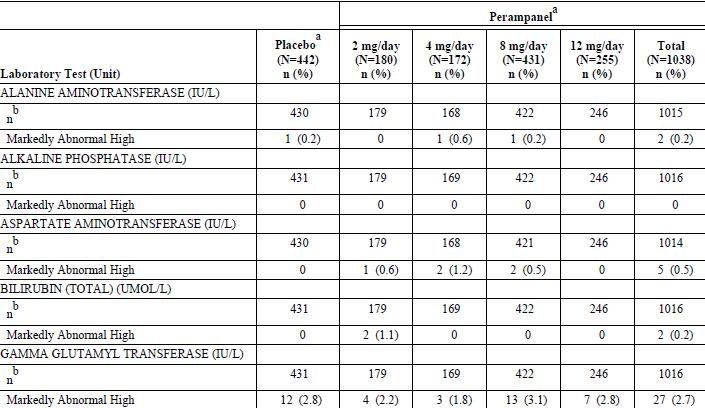 Perampanel^a
Placebo^a 2 mg/day 4 mg/day 8 mg/day 12 mg/day Total
(N=442) (N=180) (N=172) (N=431) (N=255) (N=1038)
Laboratory Test (Unit) n (%) n (%) n (%) n (%) n (%) n (%)
ALANINE AMINOTRANSFERASE (IU/L)
n^b 430 179 168 422 246 1015
Markedly Abnormal High 1 (0.2) 0 1 (0.6) 1 (0.2) 0 2 (0.2)
ALKALINE PHOSPHATASE (IU/L)
n^b 431 179 169 422 246 1016
Markedly Abnormal High 0 0 0 0 0 0
ASPARTATE AMINOTRANSFERASE (IU/L)
n^b 430 179 168 421 246 1014
Markedly Abnormal High 0 1 (0.6) 2 (1.2) 2 (0.5) 0 5 (0.5)
BILIRUBIN (TOTAL) (UMOL/L)
n^b 431 179 169 422 246 1016
Markedly Abnormal High 0 2 (1.1) 0 0 0 2 (0.2)
GAMMA GLUTAMYL TRANSFERASE (IU/L)
n^b 431 179 169 422 246 1016
Markedly Abnormal High 12 (2.8) 4 (2.2) 3 (1.8) 13 (3.1) 7 (2.8) 27 (2.7)